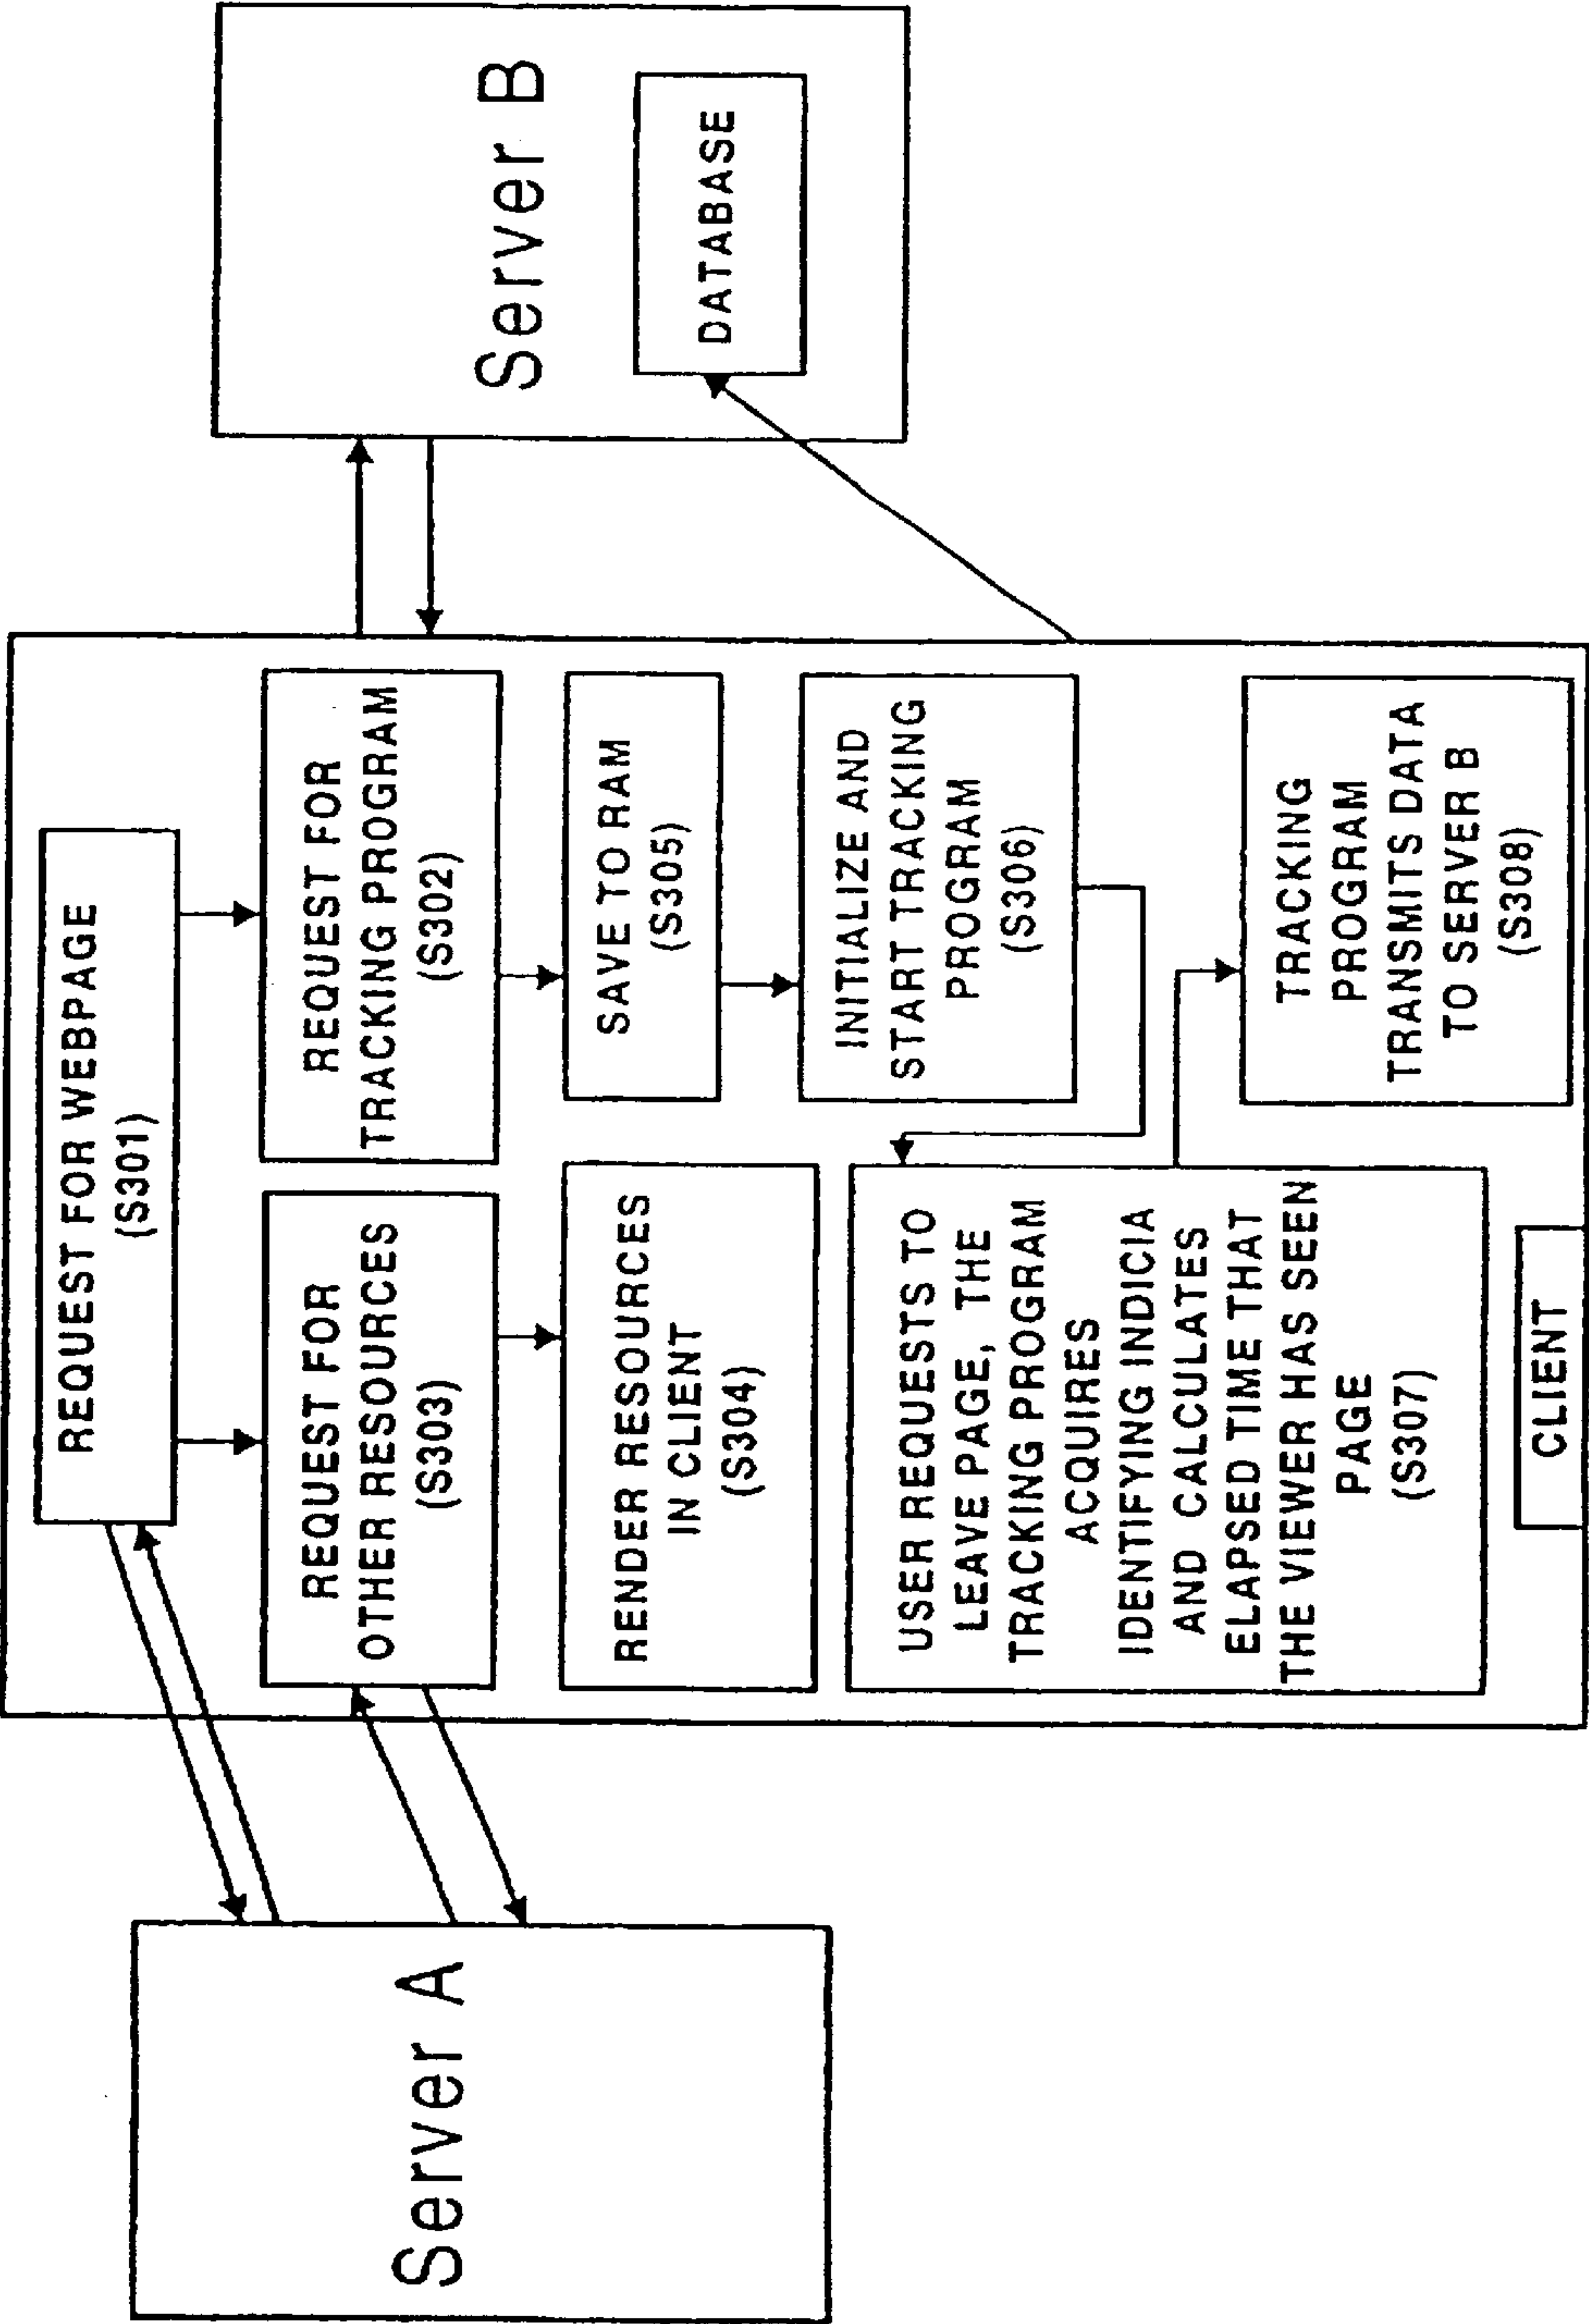 Server A
REQUEST FOR WEBPAGE
(S301)
REQUEST FOR
OTHER RESOURCES
(S303)
REQUEST FOR
TRACKING PROGRAM
(S302)
RENDER RESOURCES
IN CLIENT
(S304)
SAVE TO RAM
(S305)
INITIALIZE AND
START TRACKING
PROGRAM
(S306)
USER REQUESTS TO
LEAVE PAGE, THE
TRACKING PROGRAM
ACQUIRES
IDENTIFYING INDICIA
AND CALCULATES
ELAPSED TIME THAT
THE VIEWER HAS SEEN
PAGE
(S307)
TRACKING
PROGRAM
TRANSMITS DATA
TO SERVER B
(S308)
CLIENT
Server B
DATABASE